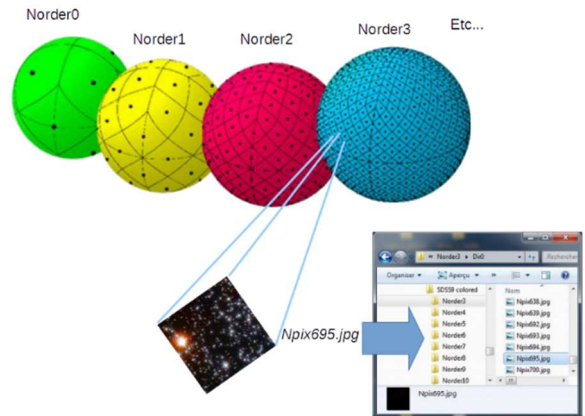 Norder0
Norder1
Norder2
Norder3
Etc...
Npix695.jpg
Norder3 Dir0
Organiser Aperçu
SDSS9 colored
Norder3
Norder4
Norder5
Norder6
Norder7
Norder8
Norder9
Norder10
Nom
Npix638.jpg
Npix639.jpg
Npix692.jpg
Npix693.jpg
Npix694.jpg
Npix695.jpg
Npix700.jpg
Npix695.jpg